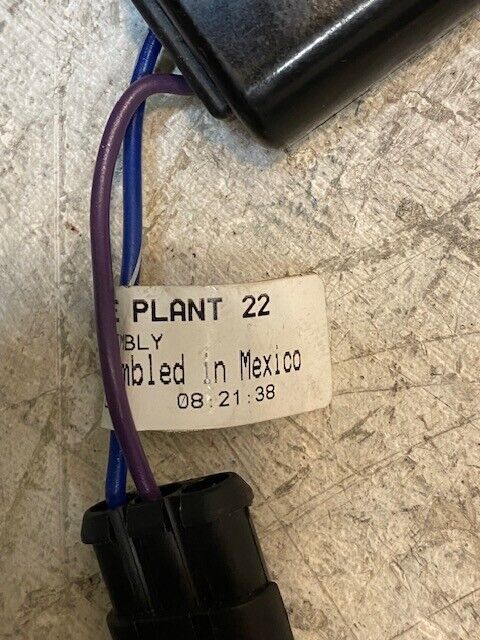 E PLANT 22
MBLY
mbled in Mexico
08:21:38